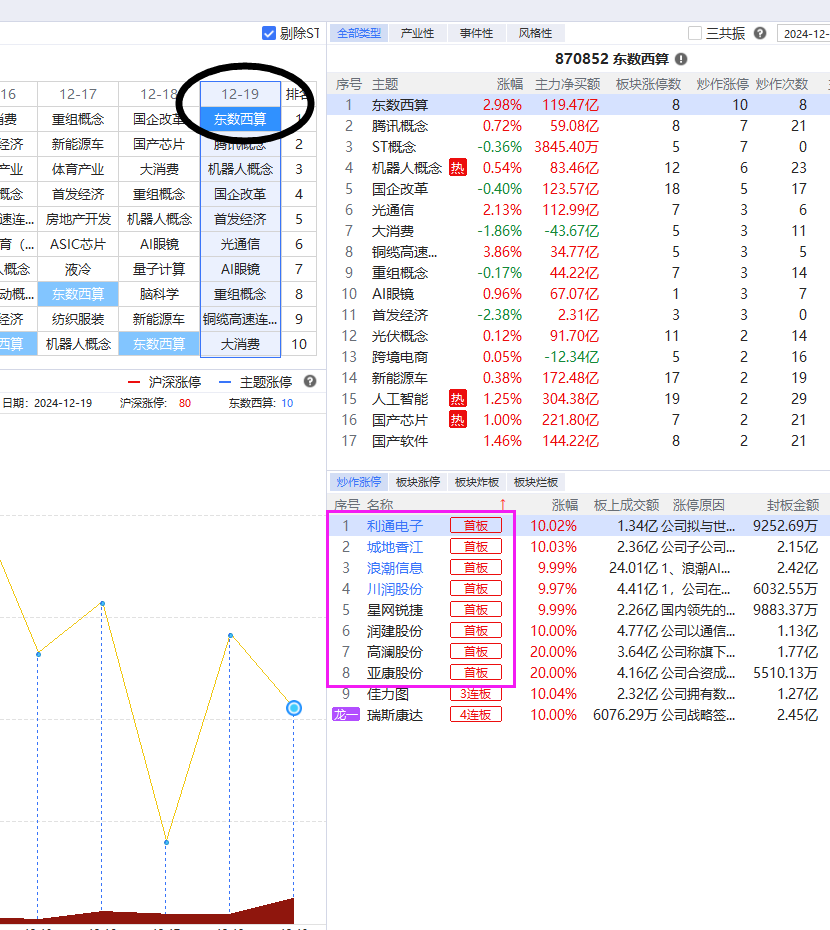 剔除ST
全部类型 产业性 事件性 风格性 三共振 ? 2024-12-
870852 东数西算 !
16 12-17 12-18 12-19 排名
消费 重组概念 国企改革 东数西算 1
经济 新能源车 国产芯片 腾讯概念 2
产业 体育产业 大消费 机器人概念 3
概念 首发经济 重组概念 国企改革 4
速连... 房地产开发 机器人概念 首发经济 5
育（... ASIC芯片 AI眼镜 光通信 6
人概念 液冷 量子计算 AI眼镜 7
动概... 东数西算 脑科学 重组概念 8
经济 纺织服装 新能源车 铜缆高速连... 9
西算 机器人概念 东数西算 大消费 10
沪深涨停 主题涨停 ?
日期: 2024-12-19 沪深涨停: 80 东数西算: 10
序号 主题 涨幅 主力净买额 板块涨停数 炒作涨停 炒作次数
1 东数西算 2.98% 119.47亿 8 10 8
2 腾讯概念 0.72% 59.08亿 8 7 21
3 ST概念 -0.36% 3845.40万 5 7 0
4 机器人概念 热 0.54% 83.46亿 12 6 23
5 国企改革 -0.40% 123.57亿 18 5 17
6 光通信 2.13% 112.99亿 7 3 6
7 大消费 -1.86% -43.67亿 5 3 11
8 铜缆高速... 3.86% 34.77亿 5 3 5
9 重组概念 -0.17% 44.22亿 7 3 14
10 AI眼镜 0.96% 67.07亿 1 3 7
11 首发经济 -2.38% 2.31亿 3 3 0
12 光伏概念 0.12% 91.70亿 11 2 14
13 跨境电商 0.05% -12.34亿 5 2 16
14 新能源车 0.38% 172.48亿 17 2 19
15 人工智能 热 1.25% 304.38亿 19 2 29
16 国产芯片 热 1.00% 221.80亿 7 2 21
17 国产软件 1.46% 144.22亿 8 2 21
炒作涨停 板块涨停 板块炸板 板块烂板
序号 名称 ↑ 涨幅 板上成交额 涨停原因 封板金额
1 利通电子 首板 10.02% 1.34亿 公司拟与世... 9252.69万
2 城地香江 首板 10.03% 2.36亿 公司子公司... 2.15亿
3 浪潮信息 首板 9.99% 24.01亿 1、浪潮AI... 2.42亿
4 川润股份 首板 9.97% 4.41亿 1，公司在... 6032.55万
5 星网锐捷 首板 9.99% 2.26亿 国内领先的... 9883.37万
6 润建股份 首板 10.00% 4.77亿 公司以通信... 1.13亿
7 高澜股份 首板 20.00% 3.64亿 公司称旗下... 1.77亿
8 亚康股份 首板 20.00% 4.16亿 公司合资成... 5510.13万
9 佳力图 3连板 10.04% 2.32亿 公司拥有数... 1.27亿
龙一 瑞斯康达 4连板 10.00% 6076.29万 公司战略签... 2.45亿